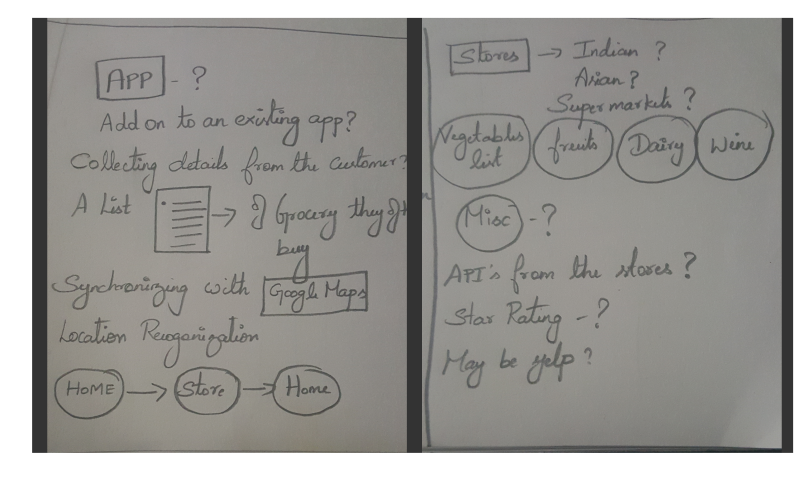 APP - ?
Add on to an existing app?
Collecting details from the customer?
A List → of Grocery they oft
buy
Synchronizing with Google Maps
Location Reoganization
HOME → Store → Home
Stores → Indian ?
Asian ?
Supermarkets ?
Vegetables list fruits Dairy Wine
Misc - ?
API's from the stores ?
Star Rating - ?
May be yelp ?